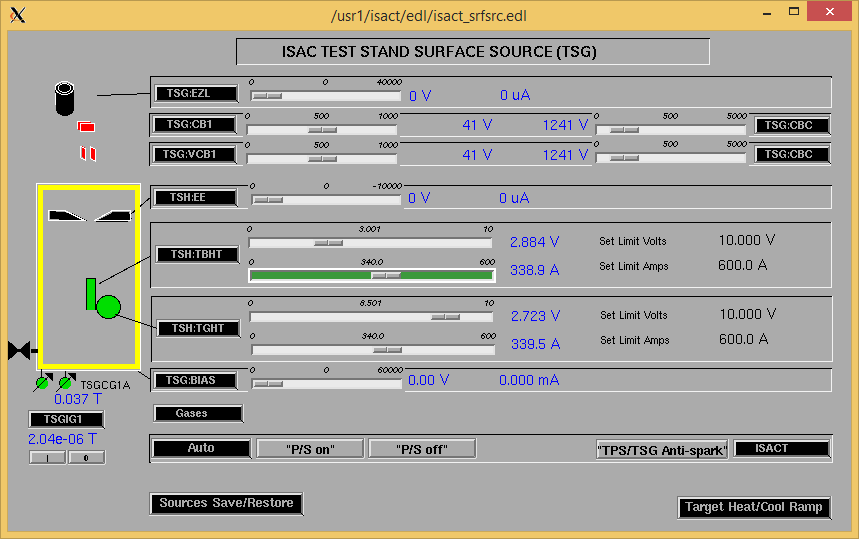 /usr1/isact/edl/isact_srfsrc.edl
ISAC TEST STAND SURFACE SOURCE (TSG)
0 0 40000
TSG:EZL 0 V 0 uA
0 500 1000 0 500 5000
TSG:CB1 41 V 1241 V TSG:CBC
0 500 1000 0 500 5000
TSG:VCB1 41 V 1241 V TSG:CBC
0 0 -10000
TSH:EE 0 V 0 uA
0 3.001 10
2.884 V Set Limit Volts 10.000 V
TSH:TBHT
0 340.0 600
338.9 A Set Limit Amps 600.0 A
0 6.501 10
2.723 V Set Limit Volts 10.000 V
TSH:TGHT
0 340.0 600
339.5 A Set Limit Amps 600.0 A
0 0 60000
TSG:BIAS 0.00 V 0.000 mA
TSGCG1A
0.037 T
TSGIG1
2.04e-06 T
I 0
Gases
Auto "P/S on" "P/S off" "TPS/TSG Anti-spark" ISACT
Sources Save/Restore
Target Heat/Cool Ramp